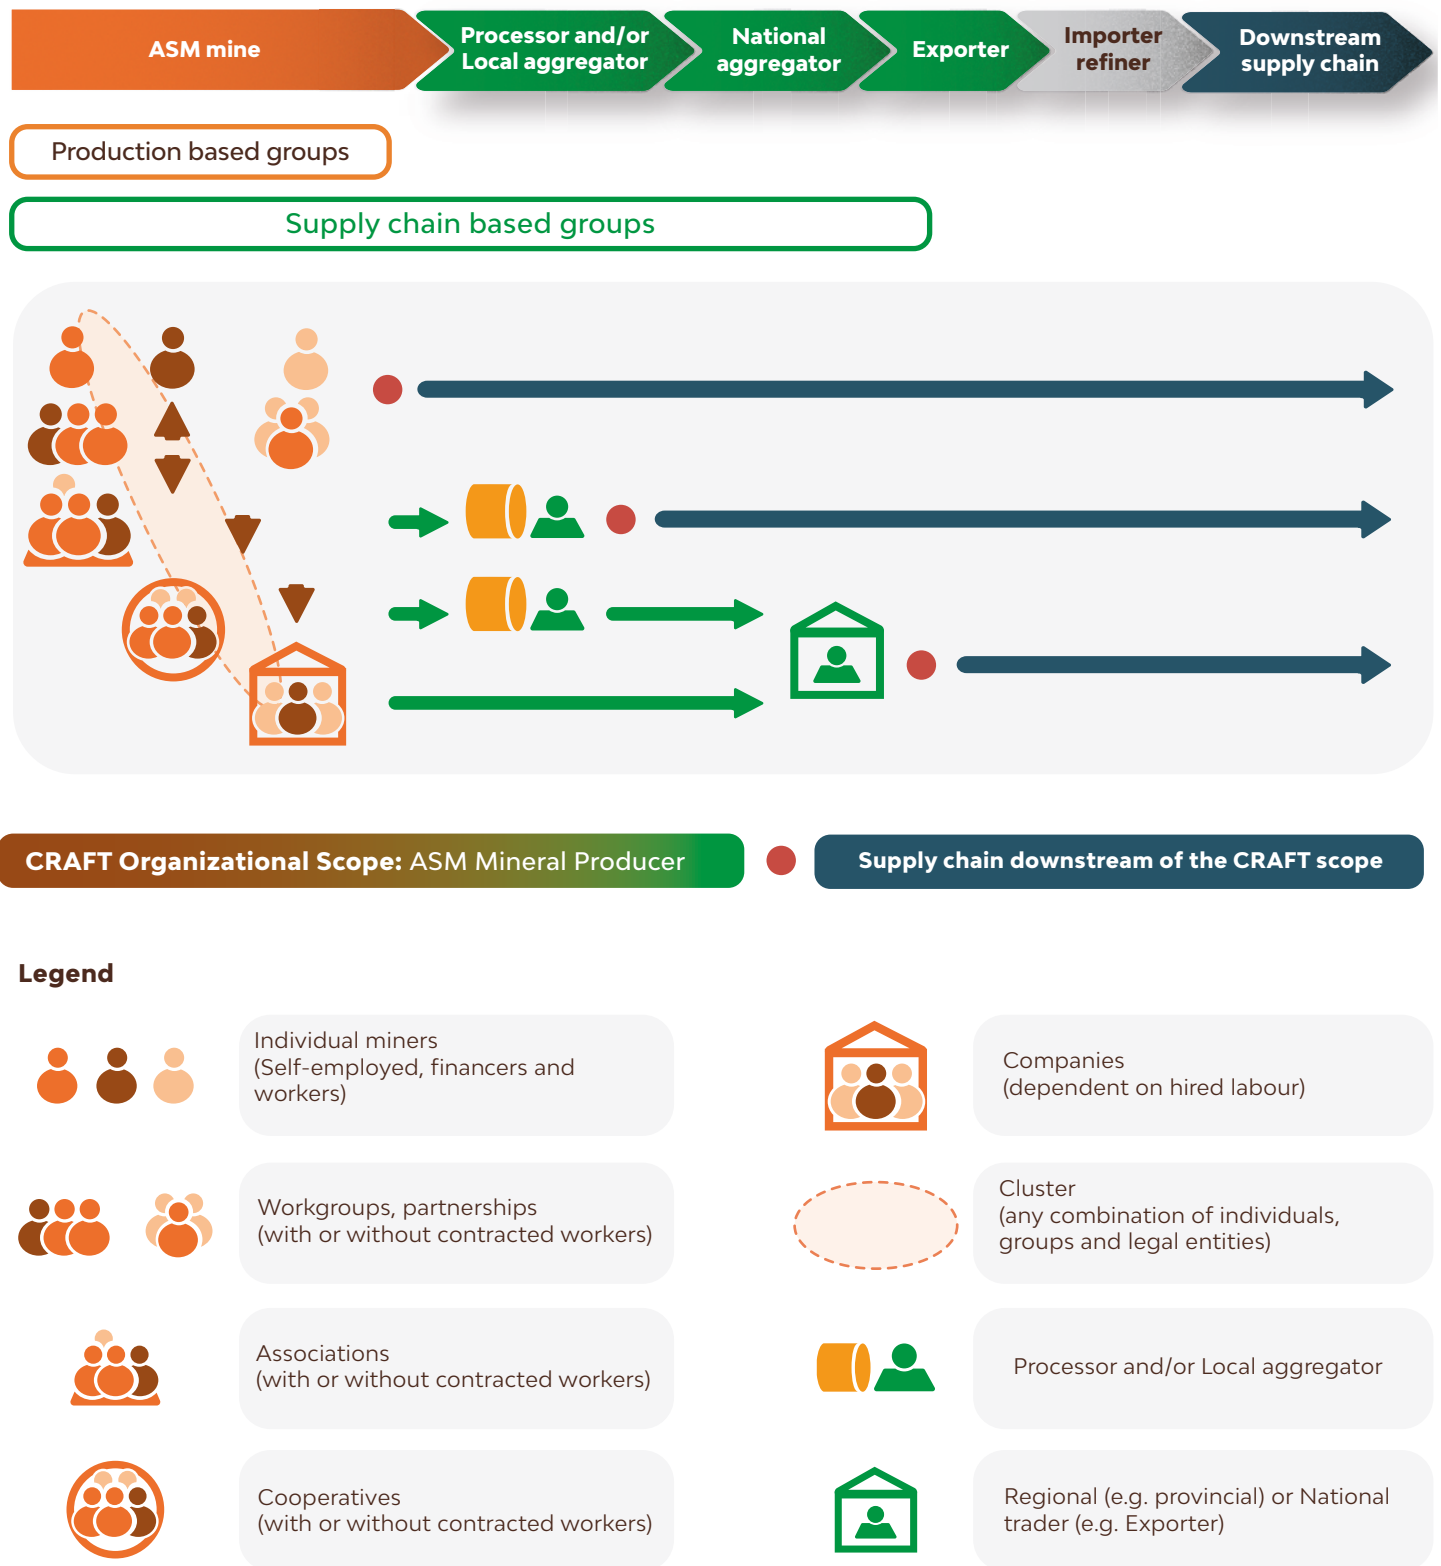 ASM mine
Processor and/or
Local aggregator
National
aggregator
Exporter
Importer
refiner
Downstream
supply chain
Production based groups
Supply chain based groups
CRAFT Organizational Scope: ASM Mineral Producer
Supply chain downstream of the CRAFT scope
Legend
Individual miners
(Self-employed, financers and
workers)
Workgroups, partnerships
(with or without contracted workers)
Associations
(with or without contracted workers)
Cooperatives
(with or without contracted workers)
Companies
(dependent on hired labour)
Cluster
(any combination of individuals,
groups and legal entities)
Processor and/or Local aggregator
Regional (e.g. provincial) or National
trader (e.g. Exporter)